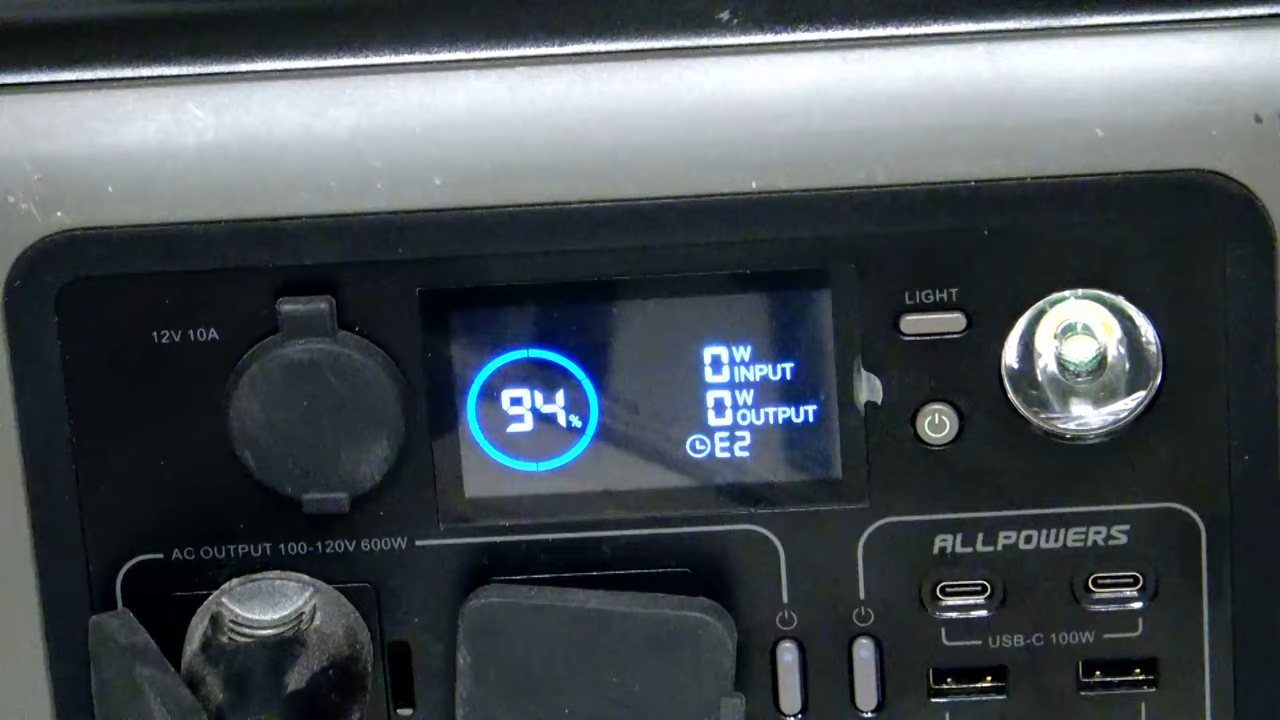 LIGHT
12V 10A
94%
0W INPUT
0W OUTPUT
E2
AC OUTPUT 100-120V 600W
ALLPOWERS
USB-C 100W